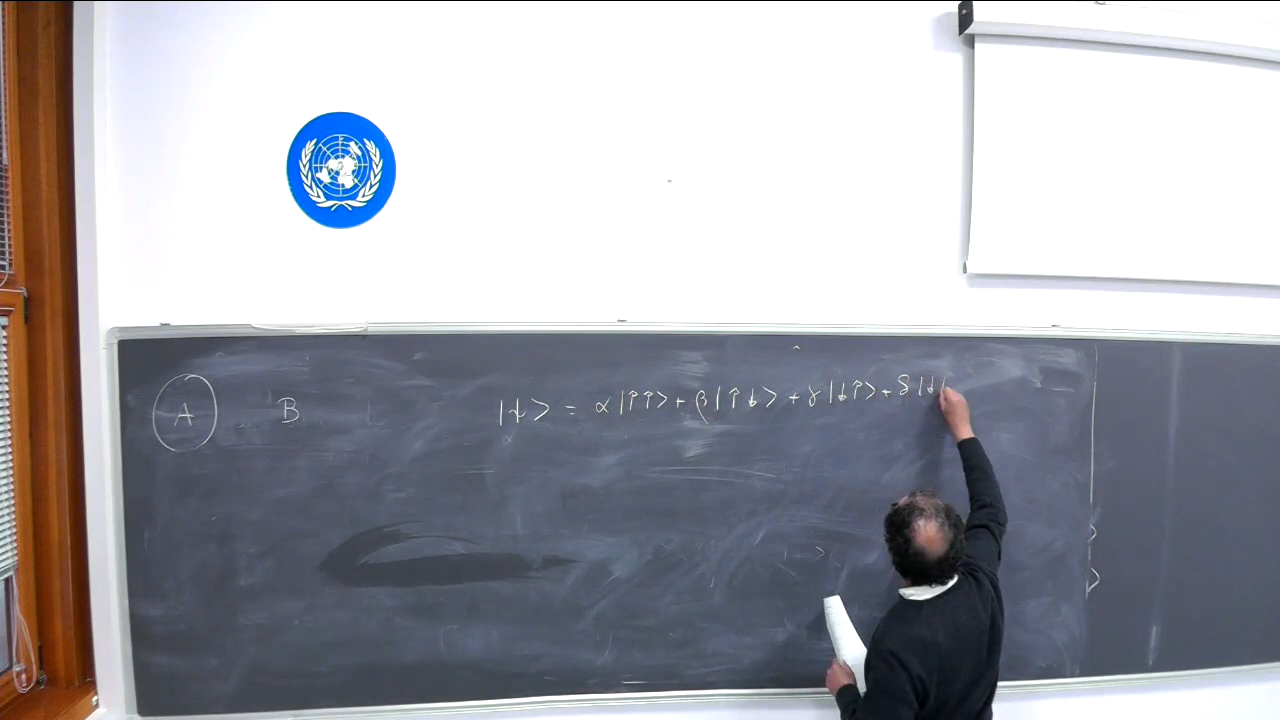 A B |ψ> = α|↑↑> + β|↑↓> + γ|↓↑> + δ|↓